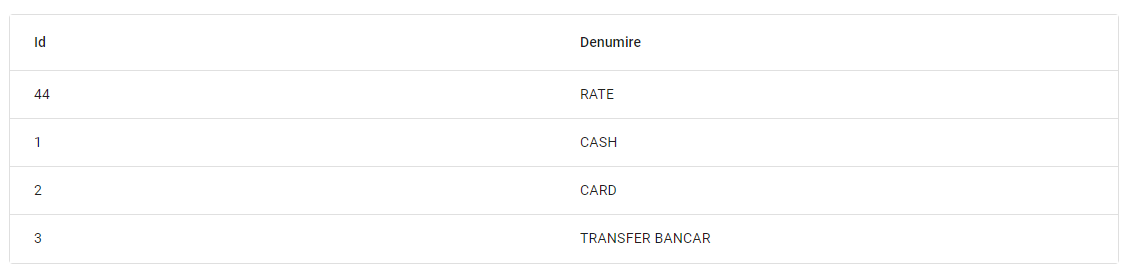 Id Denumire
44 RATE
1 CASH
2 CARD
3 TRANSFER BANCAR